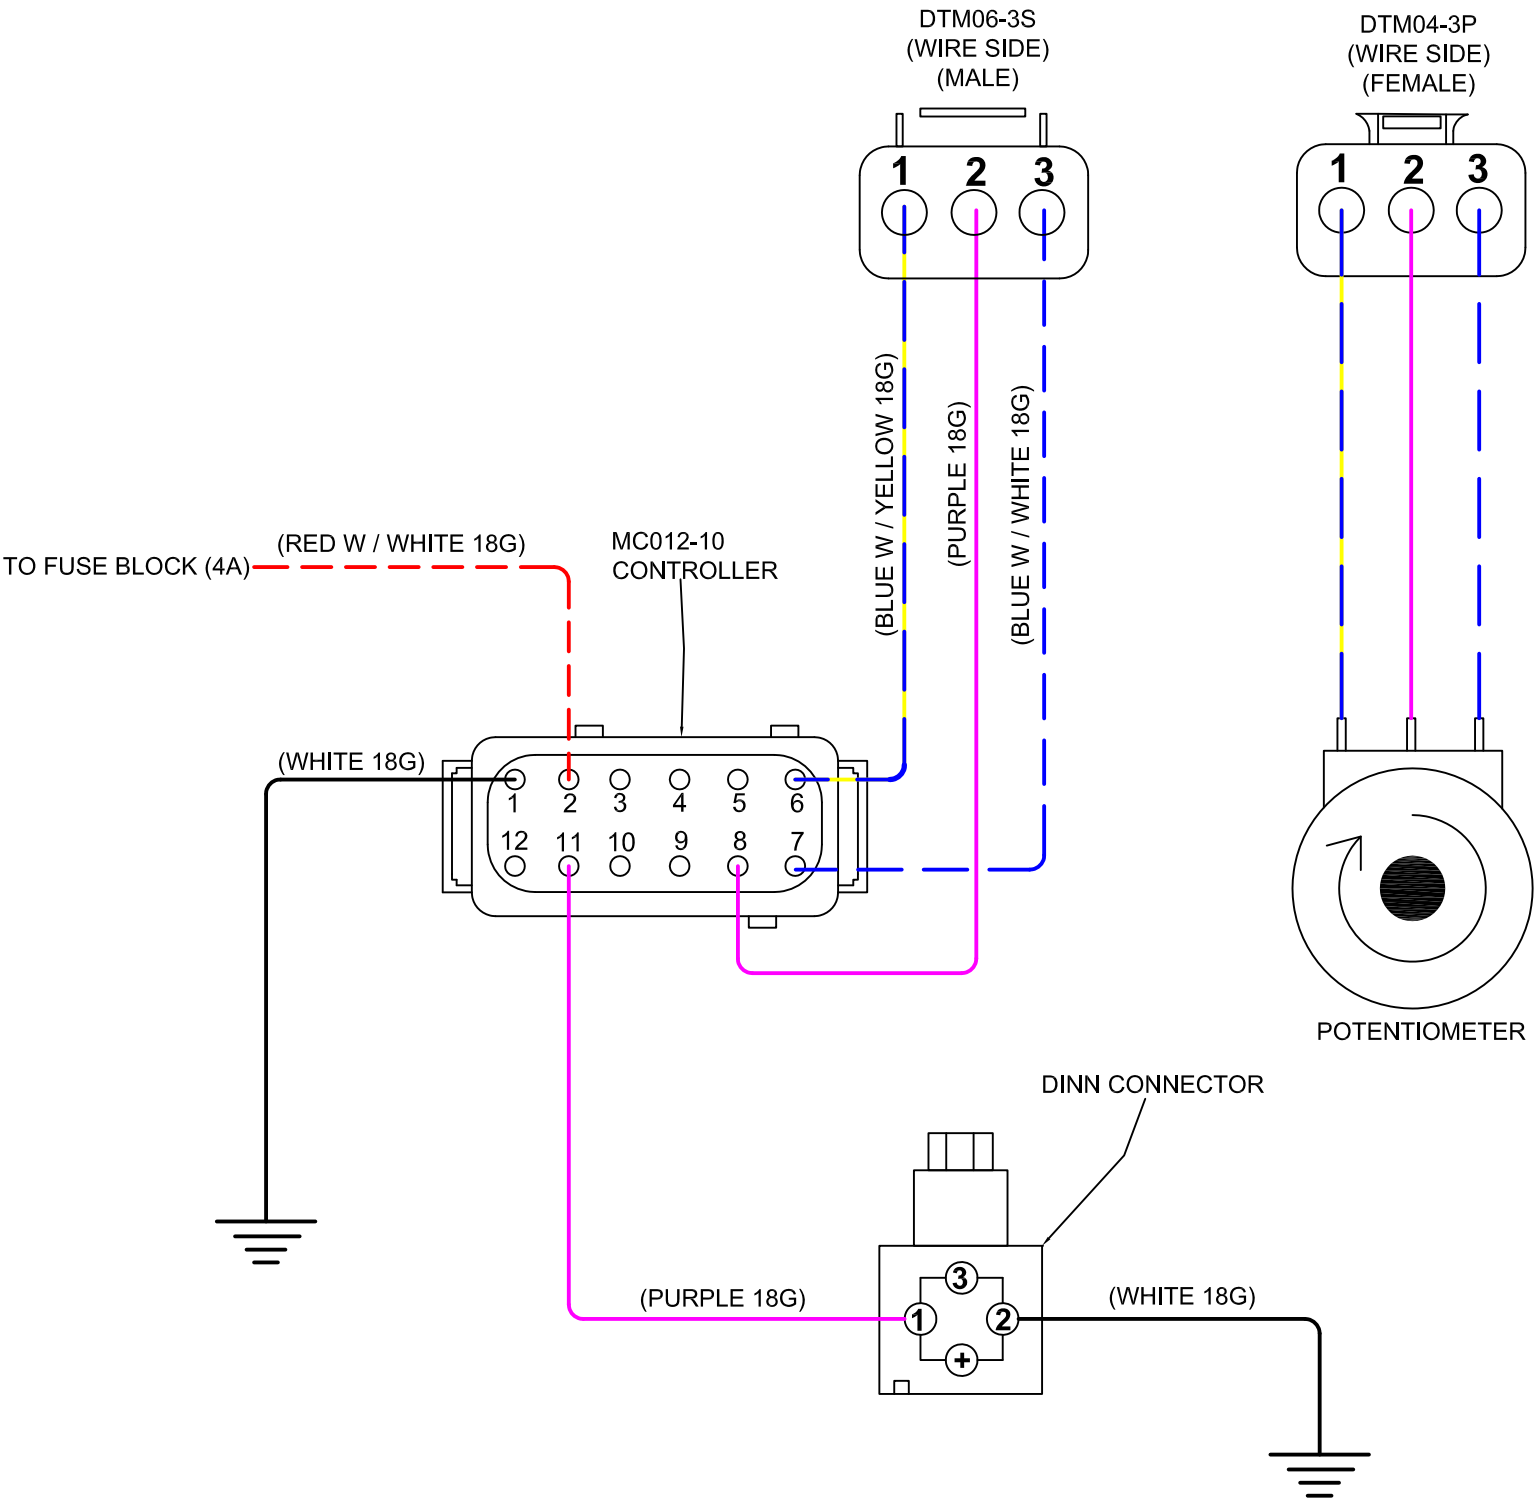 DTM06-3S
(WIRE SIDE)
(MALE)
DTM04-3P
(WIRE SIDE)
(FEMALE)
1 2 3
1 2 3
(BLUE W / YELLOW 18G)
(PURPLE 18G)
(BLUE W / WHITE 18G)
TO FUSE BLOCK (4A)
(RED W / WHITE 18G)
MC012-10
CONTROLLER
(WHITE 18G)
1 2 3 4 5 6
12 11 10 9 8 7
POTENTIOMETER
DINN CONNECTOR
3
1 2
+
(PURPLE 18G)
(WHITE 18G)